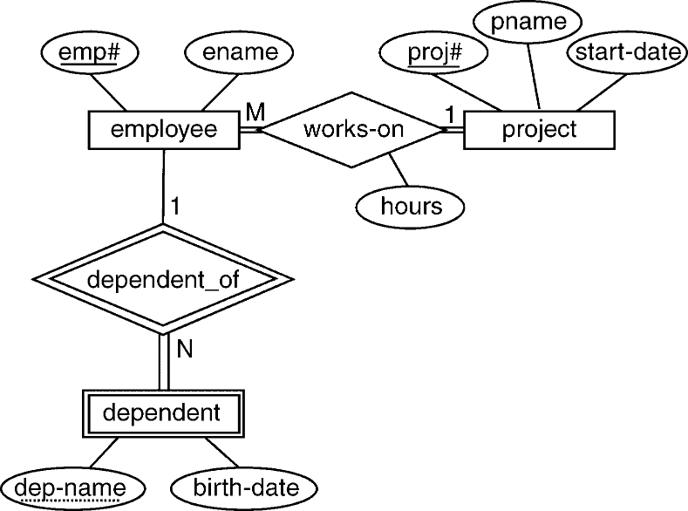 emp#
ename
proj#
pname
start-date
employee
M
works-on
1
project
hours
1
dependent_of
N
dependent
dep-name
birth-date